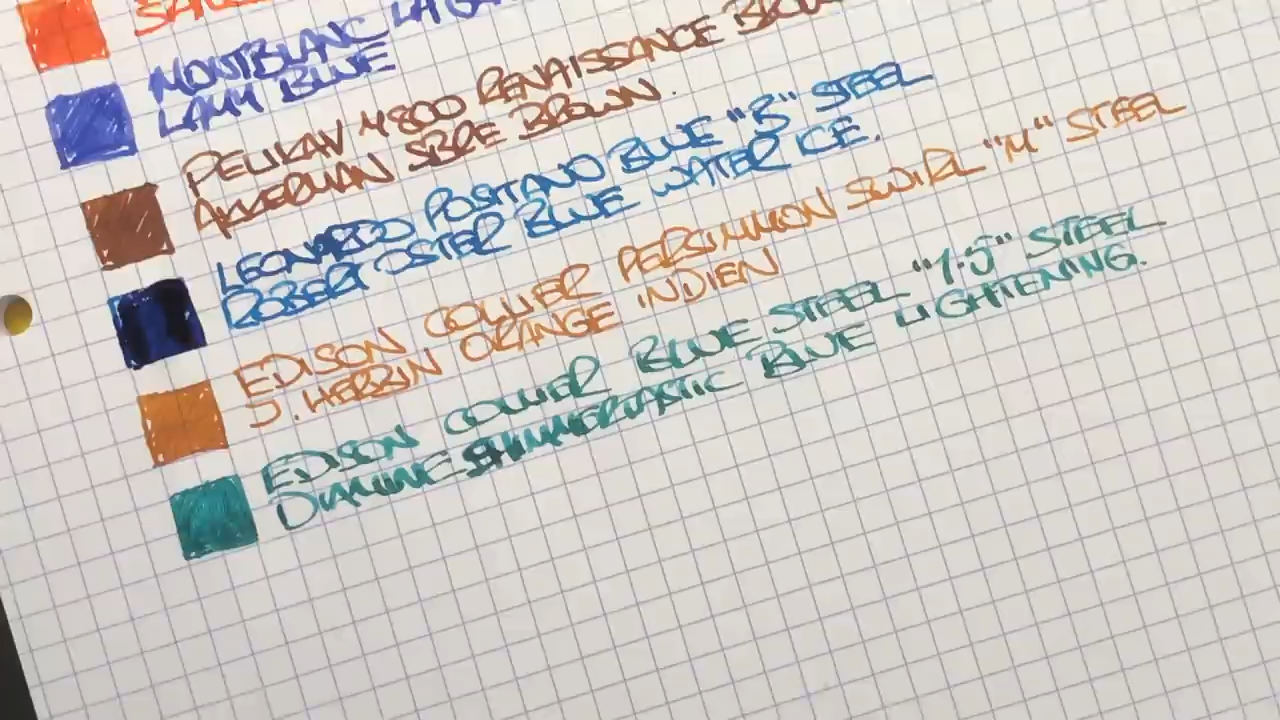 MONTBLANC
LAMY BLUE
PELIKAN M800 RENAISSANCE BROWN
AKKERMAN SBRE BROWN.
LEONARDO POSITANO BLUE "B" STEEL
ROBERT OSTER BLUE WATER ICE.
EDISON COLLIER PERSIMMON SWIRL "M" STEEL
J. HERBIN ORANGE INDIEN
EDISON COLLIER BLUE STEEL "1.5" STEEL
DIAMINE SHIMMERTASTIC BLUE LIGHTENING.